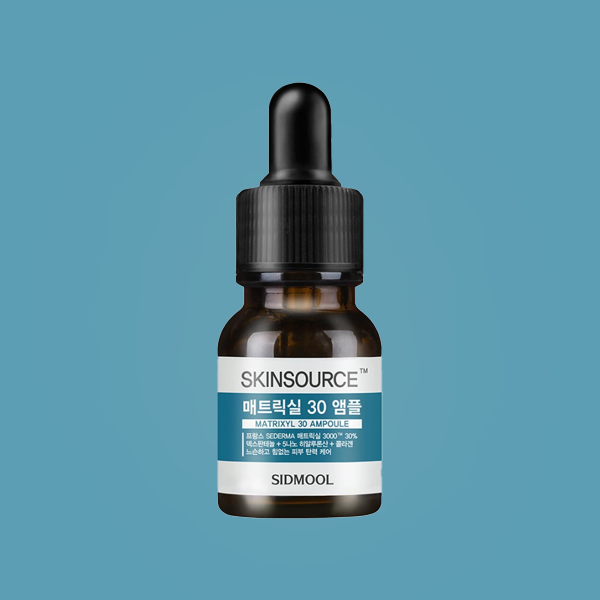 SKINSOURCE™
매트릭실 30 앰플
MATRIXYL 30 AMPOULE
프랑스 SEDERMA 매트릭실 3000™ 30%
덱스판테놀 + 5나노 히알루론산 + 콜라겐
느슨하고 힘없는 피부 탄력 케어
SIDMOOL